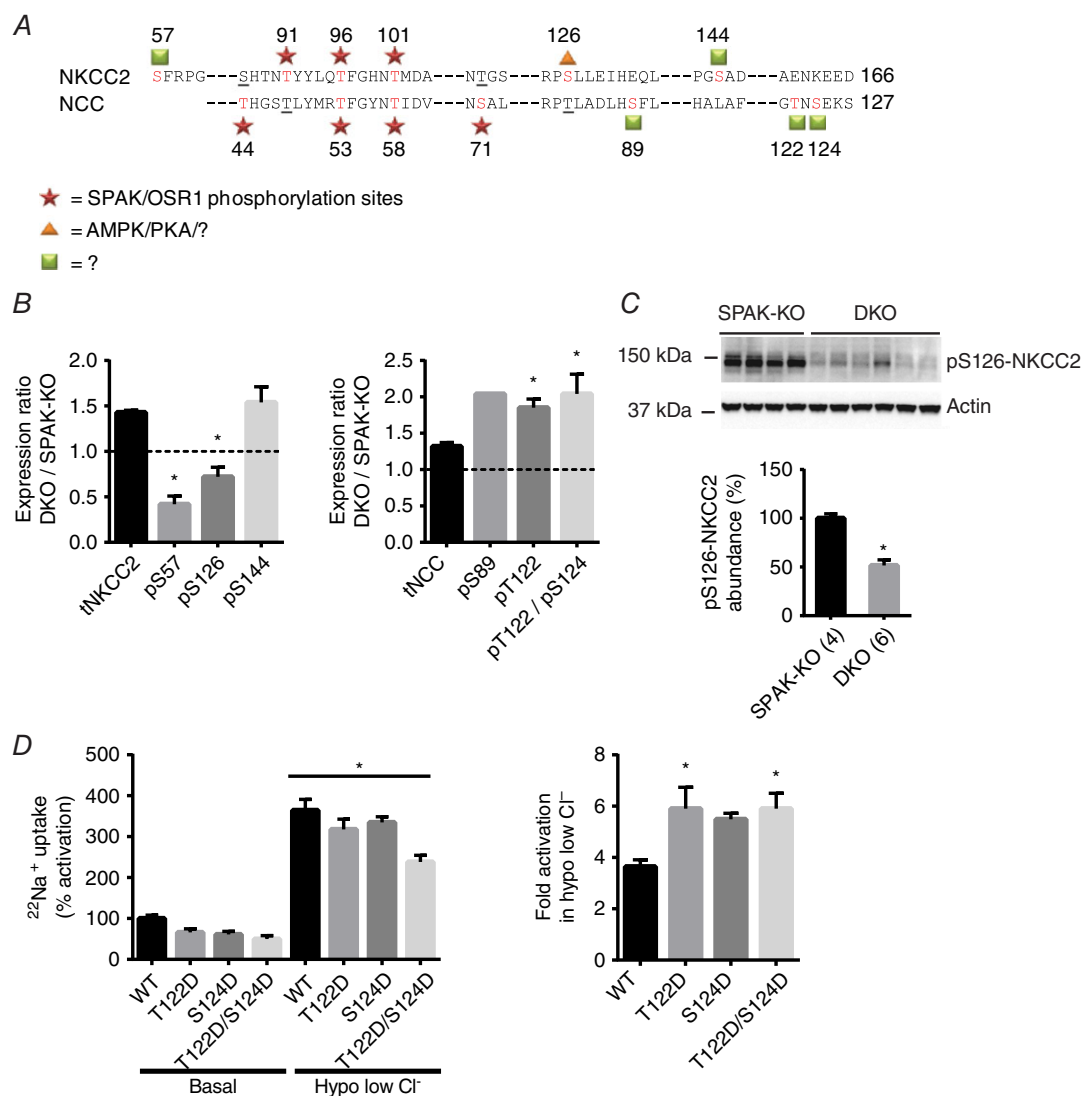 A
57 91 96 101 126 144
NKCC2 SFRPG---SHTNTYYLQTFGHNTMDA---NTGS---RPSLLEIHEQL---PGSAD---AENKEED 166
NCC ---THGSTLYMRTFGYNTIDV---NSAL---RPTLADLHSFL---HALAF---GTNSEKS 127
44 53 58 71 89 122 124
= SPAK/OSR1 phosphorylation sites
= AMPK/PKA/?
= ?
B
Expression ratio
DKO / SPAK-KO
2.0
1.5
1.0
0.5
0.0
* *
tNKCC2 pS57 pS126 pS144
Expression ratio
DKO / SPAK-KO
2.5
2.0
1.5
1.0
0.5
0.0
* *
tNCC pS89 pT122 pT122 / pS124
C
SPAK-KO DKO
150 kDa pS126-NKCC2
37 kDa Actin
pS126-NKCC2
abundance (%)
150
100
50
0
*
SPAK-KO (4) DKO (6)
D
22Na+ uptake
(% activation)
500
400
300
200
100
0
*
WT T122D S124D T122D/S124D WT T122D S124D T122D/S124D
Basal Hypo low Cl-
Fold activation
in hypo low Cl–
8
6
4
2
0
* *
WT T122D S124D T122D/S124D